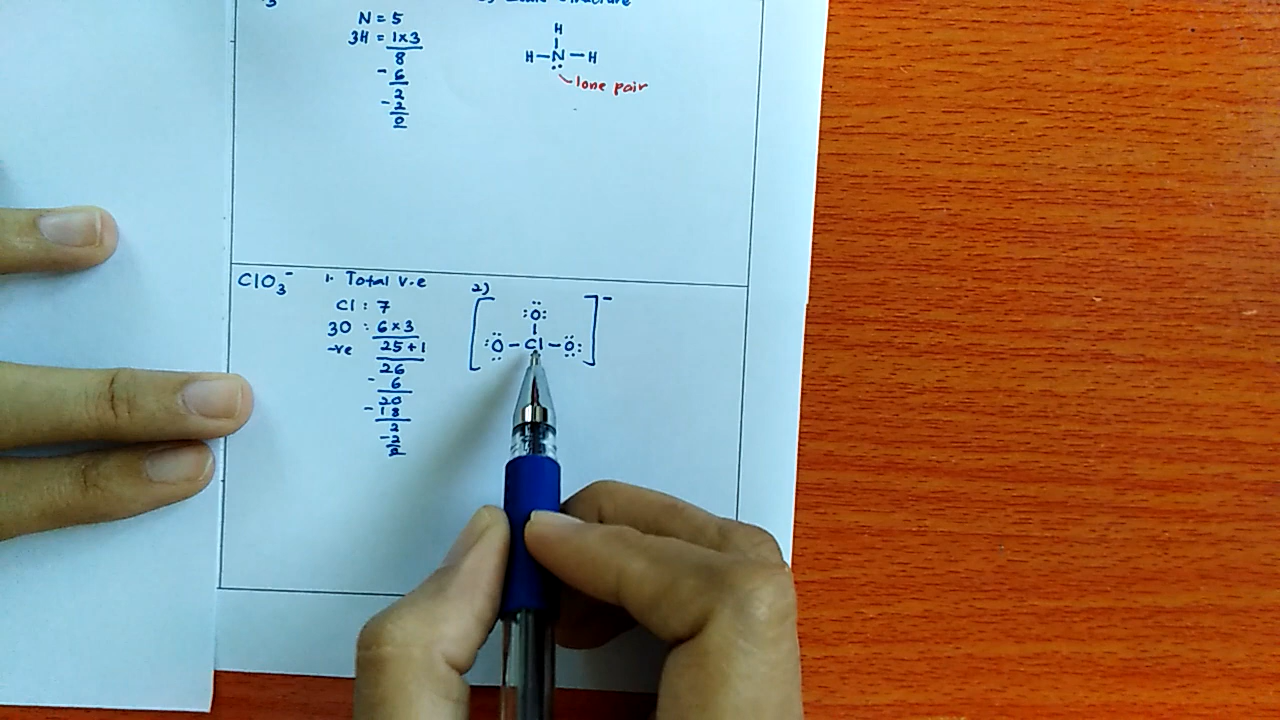 3
N = 5
3H = 1x3
8
- 6
2
- 2
0
H
H–N–H
lone pair
ClO3⁻
1. Total v.e
Cl : 7
3O : 6 x 3
-ve 25+1
26
- 6
20
- 18
2
- 2
0
2)
[ :Ö: ]⁻
:Ö – Cl – Ö: